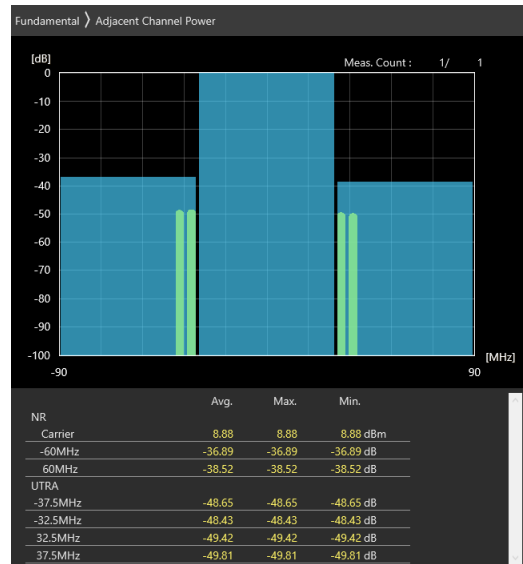 Fundamental ❭ Adjacent Channel Power
[dB]
Meas. Count : 1/ 1
0
-10
-20
-30
-40
-50
-60
-70
-80
-90
-100
[MHz]
-90 90
Avg. Max. Min.
NR
Carrier 8.88 8.88 8.88 dBm
-60MHz -36.89 -36.89 -36.89 dB
60MHz -38.52 -38.52 -38.52 dB
UTRA
-37.5MHz -48.65 -48.65 -48.65 dB
-32.5MHz -48.43 -48.43 -48.43 dB
32.5MHz -49.42 -49.42 -49.42 dB
37.5MHz -49.81 -49.81 -49.81 dB